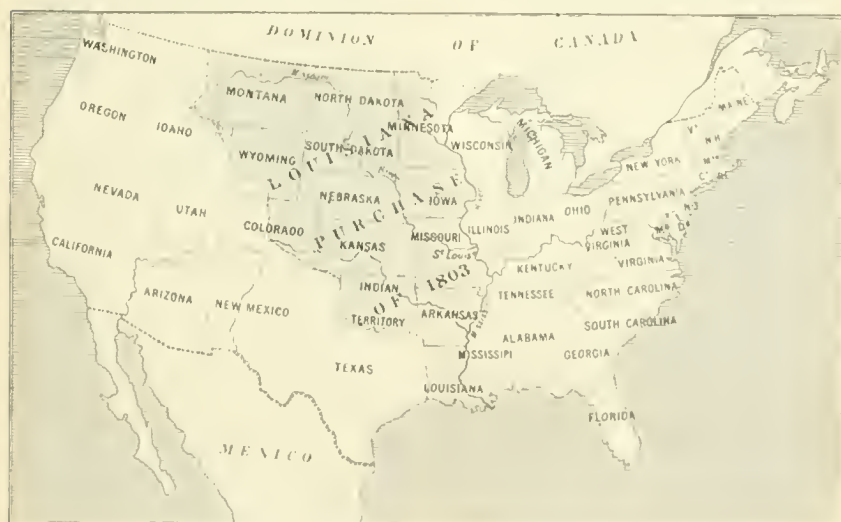 DOMINION OF CANADA
WASHINGTON
MONTANA
NORTH DAKOTA
MINNESOTA
OREGON
IDAHO
WYOMING
SOUTH DAKOTA
WISCONSIN
MICHIGAN
MAINE
Vt
N H
NEW YORK
LOUISIANA
PURCHASE
OF 1803
NEVADA
UTAH
COLORADO
NEBRASKA
IOWA
ILLINOIS
INDIANA
OHIO
PENNSYLVANIA
N J
CALIFORNIA
KANSAS
MISSOURI
St Louis
WEST
VIRGINIA
VIRGINIA
KENTUCKY
ARIZONA
NEW MEXICO
INDIAN
TERRITORY
ARKANSAS
TENNESSEE
NORTH CAROLINA
SOUTH CAROLINA
TEXAS
MISSISSIPI
ALABAMA
GEORGIA
LOUISIANA
FLORIDA
MEXICO